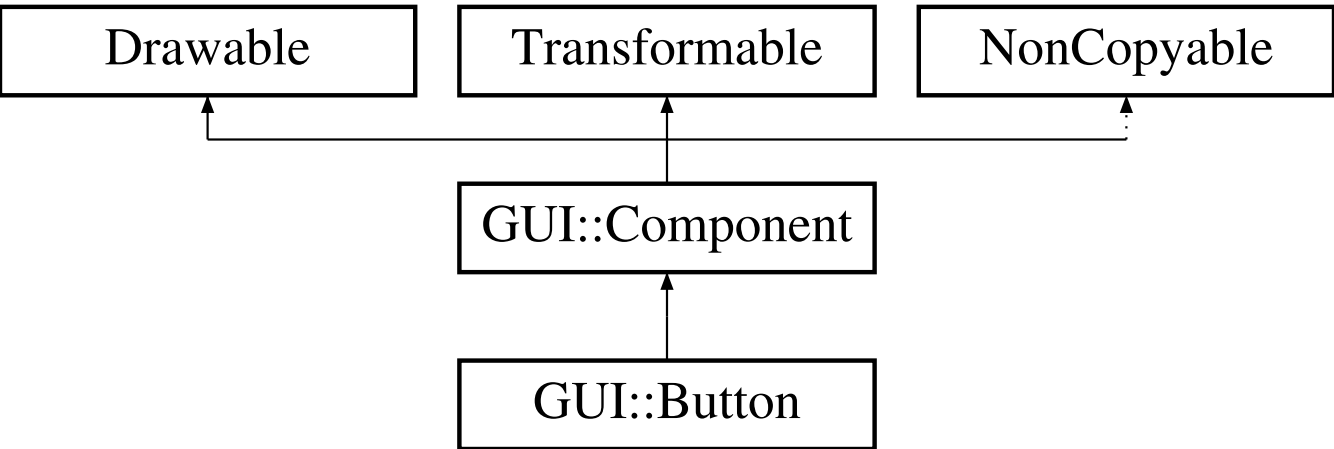 Drawable
Transformable
NonCopyable
GUI::Component
GUI::Button